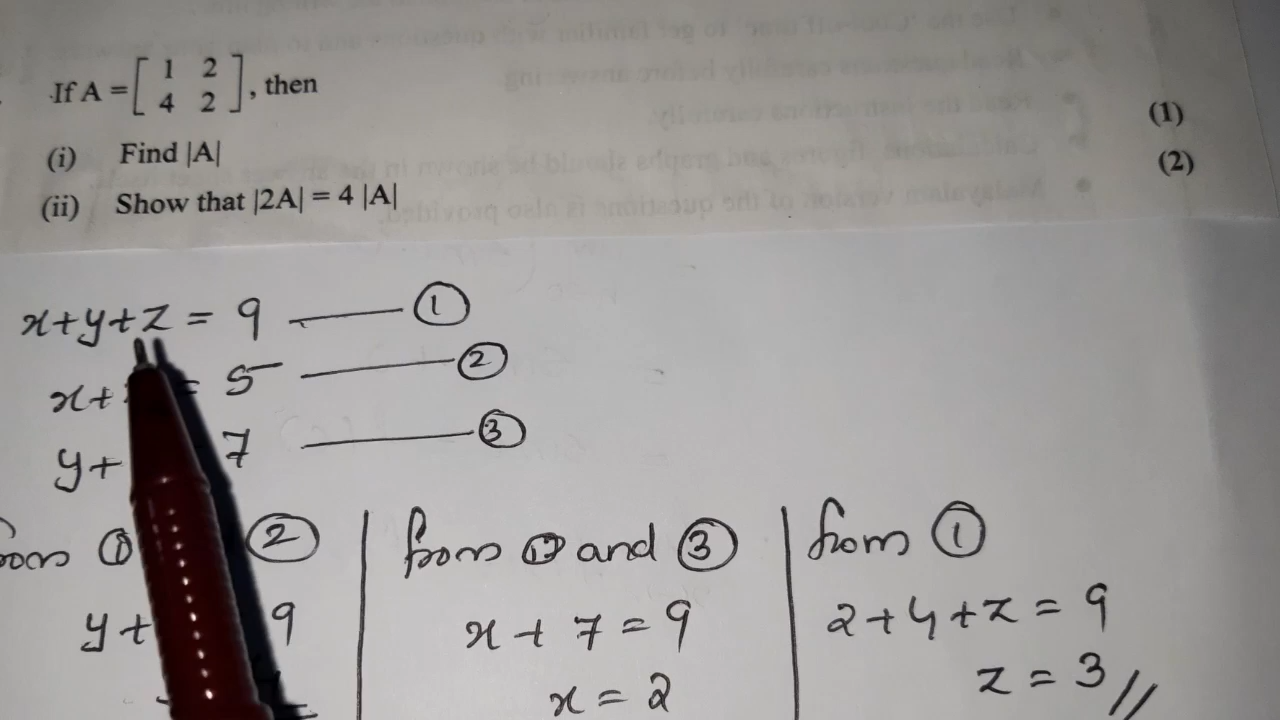 If A = [ 1 2
4 2 ], then
(i) Find |A| (1)
(ii) Show that |2A| = 4 |A| (2)
x+y+z = 9 —— ①
x+ = 5 —— ②
y+ 7 —— ③
① ②
y+ 9
from ① and ③
x + 7 = 9
x = 2
from ①
2+4+z = 9
z = 3 //